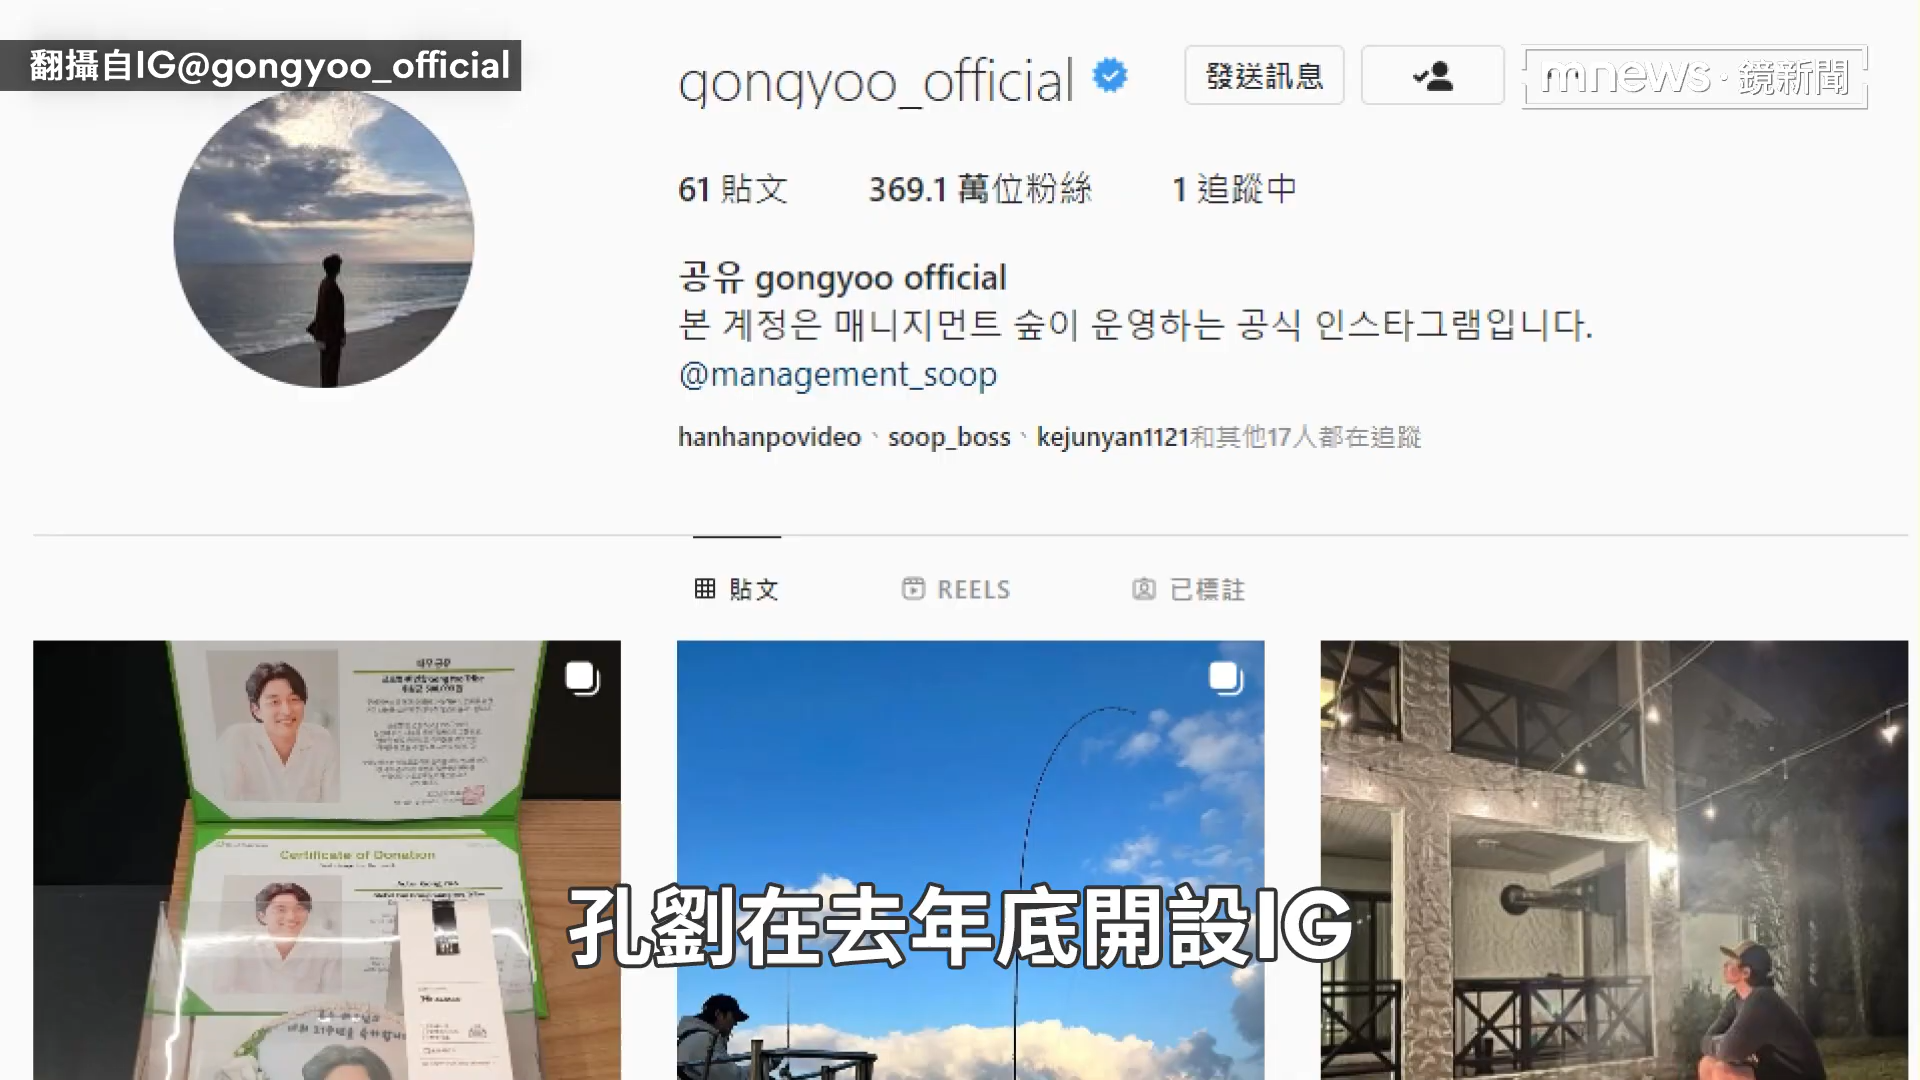 翻攝自IG@gongyoo_official
gongyoo_official
發送訊息
mnews·鏡新聞
61 貼文
369.1 萬位粉絲
1 追蹤中
공유 gongyoo official
본 계정은 매니지먼트 숲이 운영하는 공식 인스타그램입니다.
@management_soop
hanhanpovideo、soop_boss、kejunyan1121和其他17人都在追蹤
貼文
REELS
已標註
Certificate of Donation
孔劉在去年底開設IG